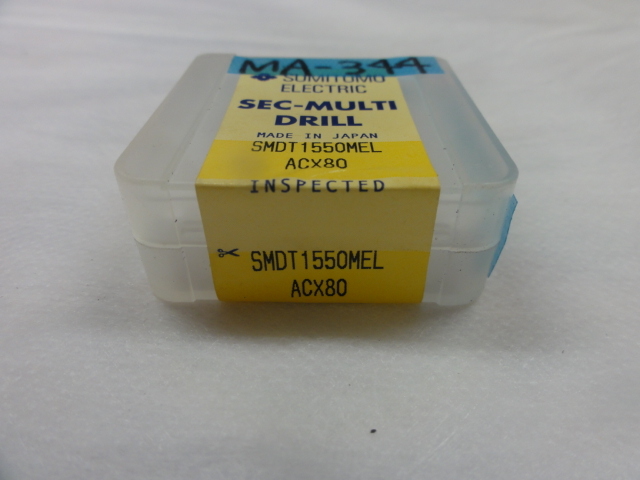 MA-344
SUMITOMO
ELECTRIC
SEC-MULTI
DRILL
MADE IN JAPAN
SMDT1550MEL
ACX80
INSPECTED
SMDT1550MEL
ACX80